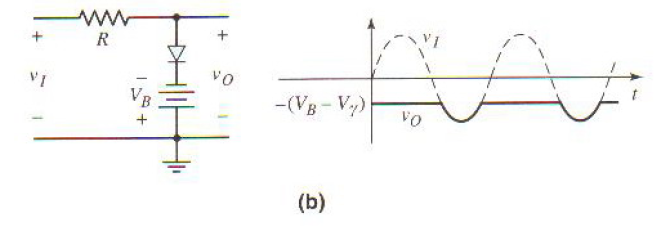 + R + v_I
v_I − V_B v_O −(V_B − V_γ) v_O t
− + −
(b)